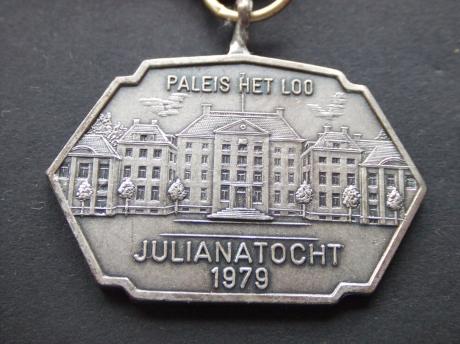 PALEIS HET LOO
JULIANATOCHT
1979